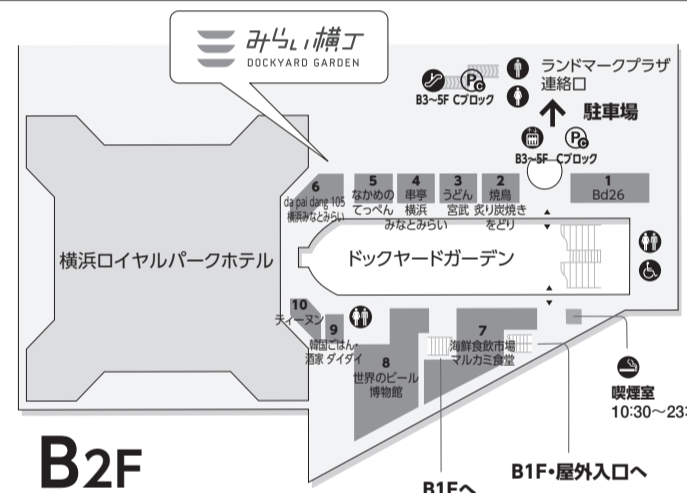 みらい横丁
DOCKYARD GARDEN
ランドマークプラザ
連絡口
B3~5F Cブロック
駐車場
B3~5F Cブロック
6
da pai dang 105
横浜みなとみらい
5
なかめの
てっぺん
4
串亭
横浜
みなとみらい
3
うどん
宮武
2
焼鳥
炙り炭焼き
をどり
1
Bd26
横浜ロイヤルパークホテル
ドックヤードガーデン
10
ティーヌン
9
韓国ごはん・
酒家 ダイダイ
8
世界のビール
博物館
7
海鮮食飲市場
マルカミ食堂
喫煙室
10:30~23:
B2F
B1Fへ
B1F・屋外入口へ